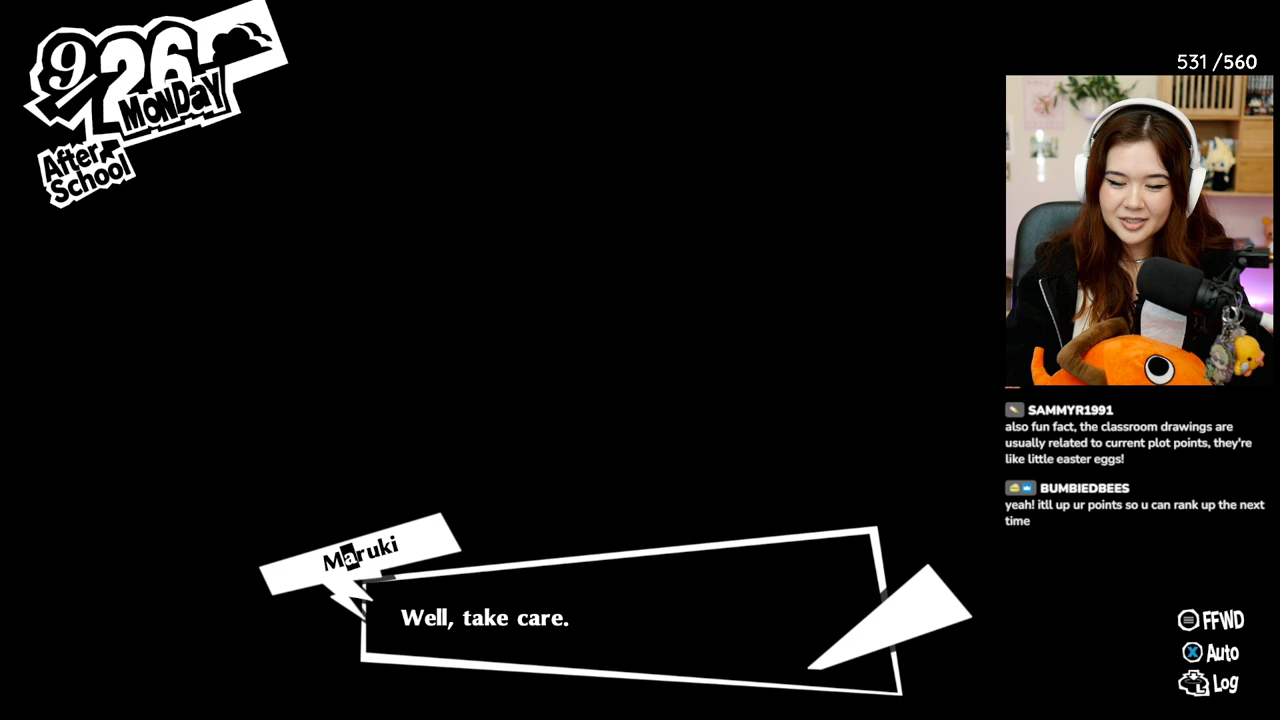 9/26
MONDAY
After
School
531 /560
SAMMYR1991
also fun fact, the classroom drawings are
usually related to current plot points, they're
like little easter eggs!
BUMBIEDBEES
yeah! itll up ur points so u can rank up the next
time
Maruki
Well, take care.
FFWD
X Auto
L Log